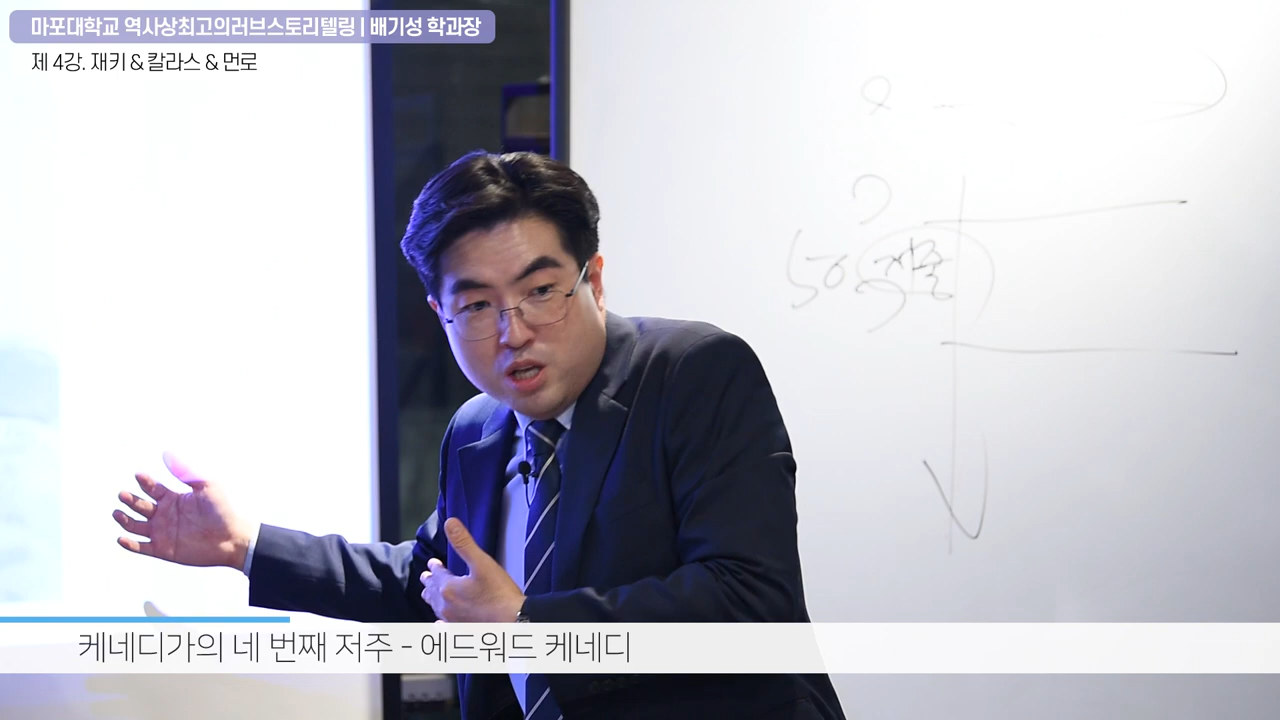 마포대학교 역사상최고의러브스토리텔링 | 배기성 학과장
제 4강. 재키 & 칼라스 & 먼로
50
케네디가의 네 번째 저주 - 에드워드 케네디